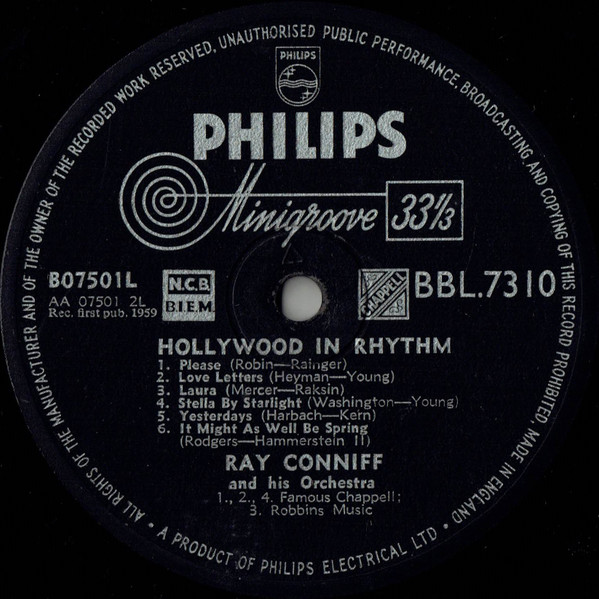 ALL RIGHTS OF THE MANUFACTURER AND OF THE OWNER OF THE RECORDED WORK RESERVED, UNAUTHORISED PUBLIC PERFORMANCE, BROADCASTING AND COPYING OF THIS RECORD PROHIBITED. MADE IN ENGLAND
PHILIPS
PHILIPS
Minigroove 33 1/3
B07501L N.C.B. CHAPPELL BBL.7310
AA 07501 2L BIEM
Rec. first pub. 1959
HOLLYWOOD IN RHYTHM
1. Please (Robin—Rainger)
2. Love Letters (Heyman—Young)
3. Laura (Mercer—Raksin)
4. Stella By Starlight (Washington—Young)
5. Yesterdays (Harbach—Kern)
6. It Might As Well Be Spring
(Rodgers—Hammerstein II)
RAY CONNIFF
and his Orchestra
1., 2., 4. Famous Chappell;
3. Robbins Music
• A PRODUCT OF PHILIPS ELECTRICAL LTD •